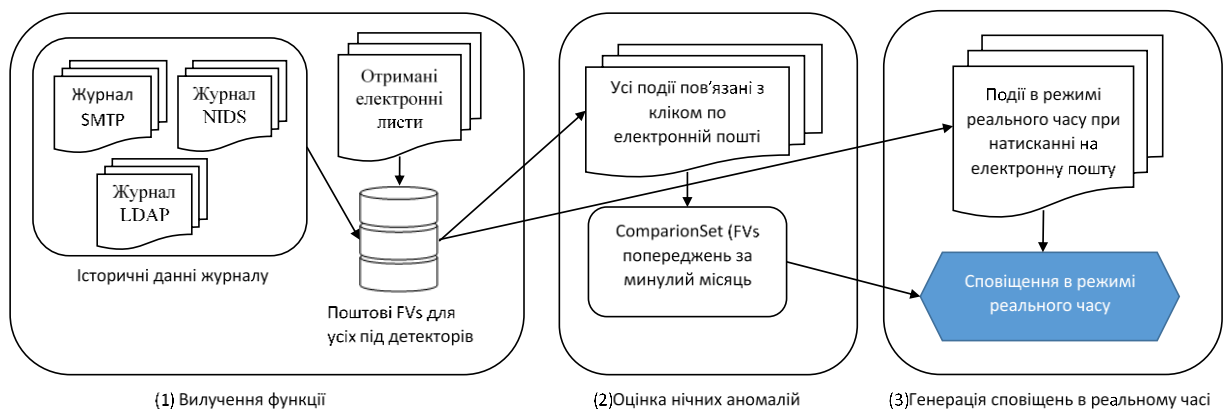 Журнал
SMTP
Журнал
NIDS
Журнал
LDAP
Історичні данні журналу
Отримані
електронні
листи
Поштові FVs для
усіх під детекторів
(1) Вилучення функції
Усі події пов'язані з
кліком по
електронній пошті
ComparionSet (FVs
попереджень за
минулий місяць
(2)Оцінка нічних аномалій
Події в режимі
реального часу при
натисканні на
електронну пошту
Сповіщення в режимі
реального часу
(3)Генерація сповіщень в реальному часі